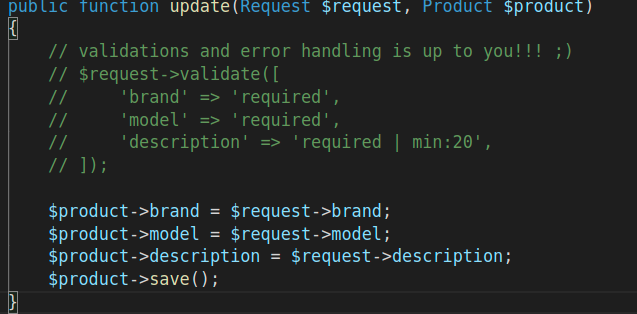 public function update(Request $request, Product $product)
{
    // validations and error handling is up to you!!! ;)
    // $request->validate([
    //     'brand' => 'required',
    //     'model' => 'required',
    //     'description' => 'required | min:20',
    // ]);

    $product->brand = $request->brand;
    $product->model = $request->model;
    $product->description = $request->description;
    $product->save();
}